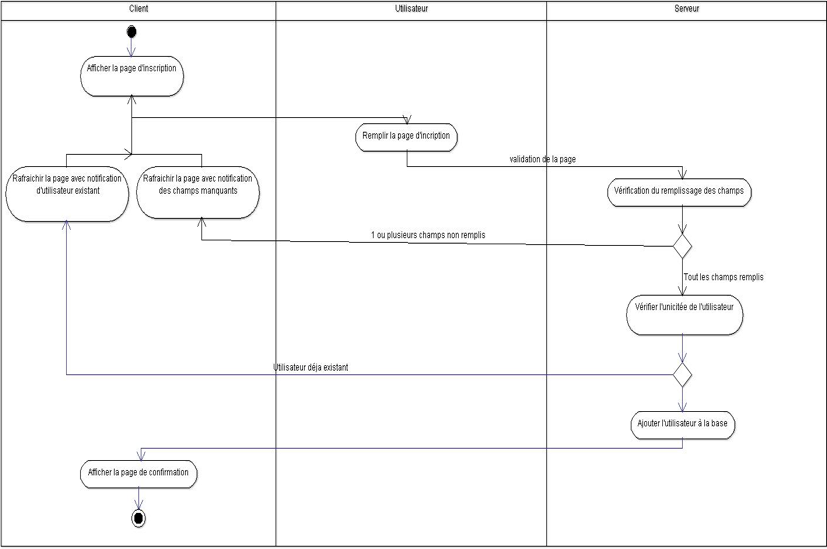 Client
Utilisateur
Serveur
Afficher la page d'inscription
Remplir la page d'incription
validation de la page
Rafraichir la page avec notification
d'utilisateur existant
Rafraichir la page avec notification
des champs manquants
Vérification du remplissage des champs
1 ou plusieurs champs non remplis
Tout les champs remplis
Vérifier l'unicitée de l'utilisateur
Utilisateur déja existant
Ajouter l'utilisateur à la base
Afficher la page de confirmation